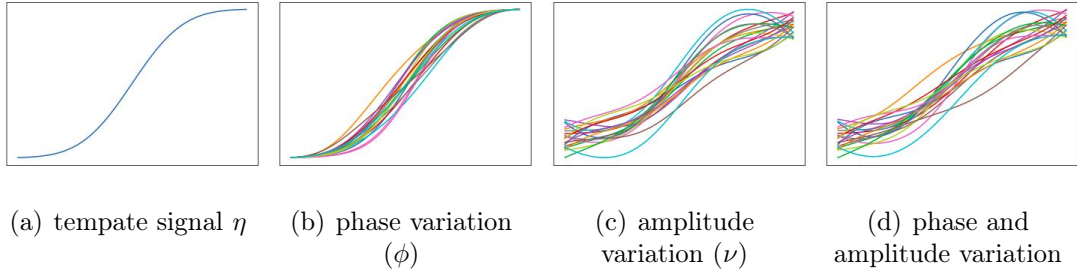 (a) tempate signal η
(b) phase variation
(ϕ)
(c) amplitude
variation (ν)
(d) phase and
amplitude variation